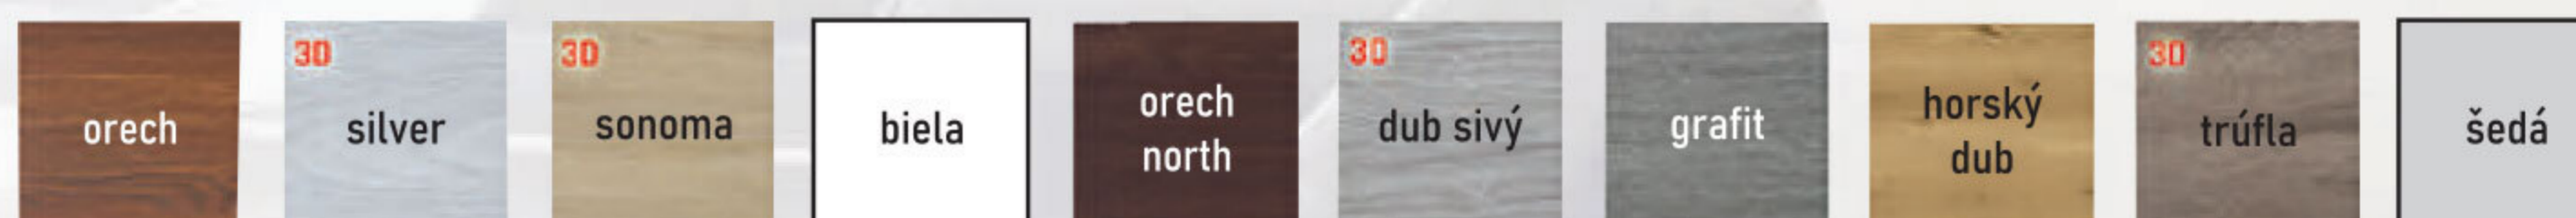 orech
3D
silver
3D
sonoma
biela
orech
north
3D
dub sivý
grafit
horský
dub
3D
trúfla
šedá